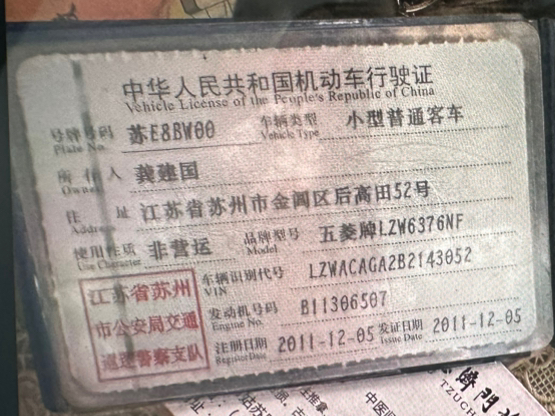 中华人民共和国机动车行驶证
Vehicle License of the People's Republic of China
号牌号码 苏E8BW00 车辆类型 小型普通客车
Plate No. Vehicle Type
所有人 龚建国
Owner
住址 江苏省苏州市金阊区后高田52号
Address
使用性质 非营运 品牌型号 五菱牌LZW6376NF
Use Character Model
江苏省苏州
市公安局交通
巡逻警察支队
车辆识别代号 LZWACAGA2B2143052
VIN
发动机号码 B11306507
Engine No.
注册日期 2011-12-05 发证日期 2011-12-05
Register Date Issue Date
门
TZUCH
中医